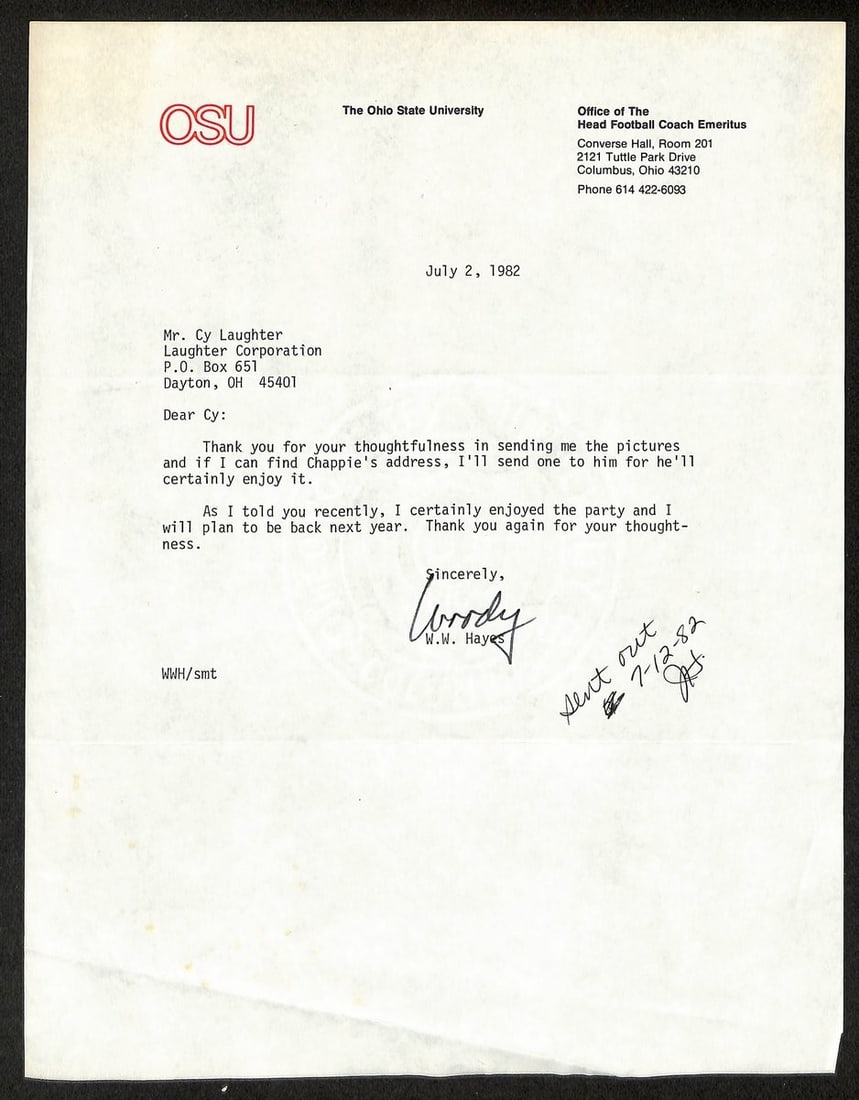 OSU
The Ohio State University
Office of The
Head Football Coach Emeritus
Converse Hall, Room 201
2121 Tuttle Park Drive
Columbus, Ohio 43210
Phone 614 422-6093
July 2, 1982
Mr. Cy Laughter
Laughter Corporation
P.O. Box 651
Dayton, OH 45401
Dear Cy:
Thank you for your thoughtfulness in sending me the pictures
and if I can find Chappie's address, I'll send one to him for he'll
certainly enjoy it.
As I told you recently, I certainly enjoyed the party and I
will plan to be back next year. Thank you again for your thought-
ness.
Sincerely,
Woody
W.W. Hayes
WWH/smt
sent out
7-12-82